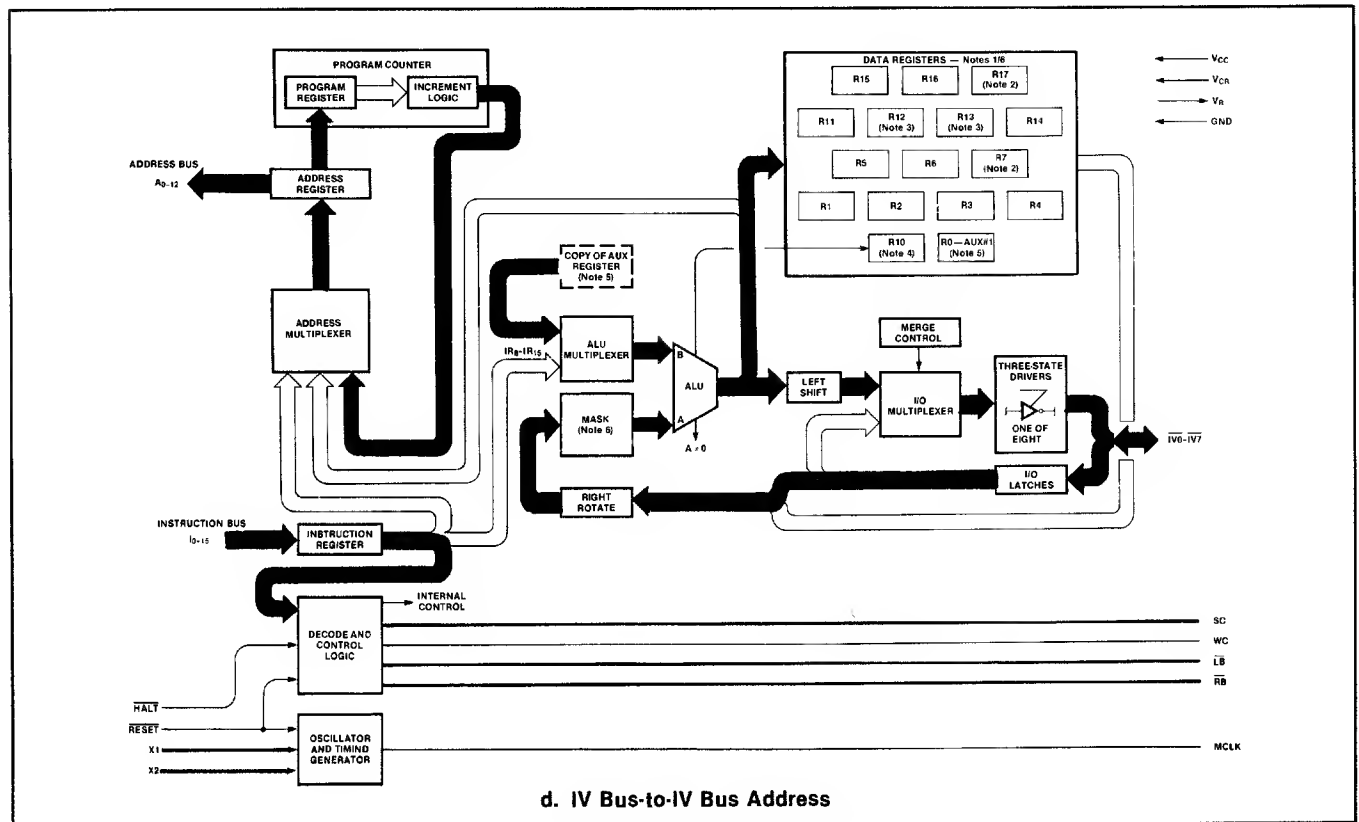 PROGRAM COUNTER
PROGRAM
REGISTER
INCREMENT
LOGIC
ADDRESS BUS
A0-12
ADDRESS
REGISTER
ADDRESS
MULTIPLEXER
INSTRUCTION BUS
I0-15
INBTRUCTION
REGISTER
DECODE AND
CONTROL
LOGIC
INTERNAL
CONTROL
HALT
RESET
X1
X2
OSCILLATOR
AND TIMIND
GENERATOR
COPY OF AUX
REGISTER
(Note 5)
IR8-IR15
ALU
MULTIPLEXER
MASK
(Note 6)
RIGHT
ROTATE
B
ALU
A
A ≠ 0
DATA REGISTERS — Notes 1/6
R15
R16
R17
(Note 2)
R11
R12
(Note 3)
R13
(Note 3)
R14
R5
R6
R7
(Note 2)
R1
R2
R3
R4
R10
(Note 4)
R0—AUX#1
(Note 5)
VCC
VCR
VR
GND
LEFT
SHIFT
MERGE
CONTROL
I/O
MULTIPLEXER
THREE-STATE
DRIVERS
ONE OF
EIGHT
IV0-IV7
I/O
LATCHES
SC
WC
LB
RB
MCLK
d. IV Bus-to-IV Bus Address